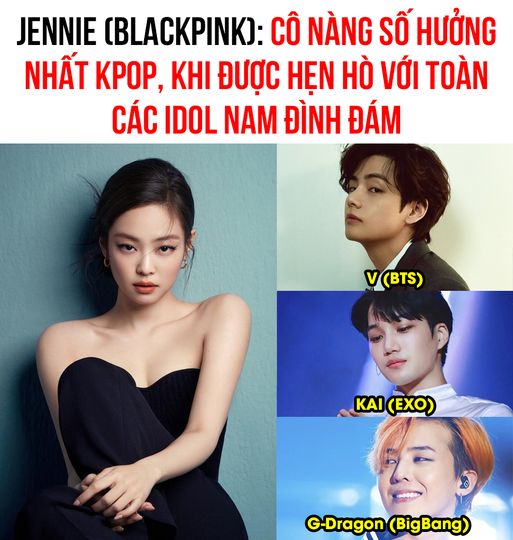 JENNIE (BLACKPINK): CÔ NÀNG SỐ HƯỞNG
NHẤT KPOP, KHI ĐƯỢC HẸN HÒ VỚI TOÀN
CÁC IDOL NAM ĐÌNH ĐÁM
V (BTS)
KAI (EXO)
G-Dragon (BigBang)